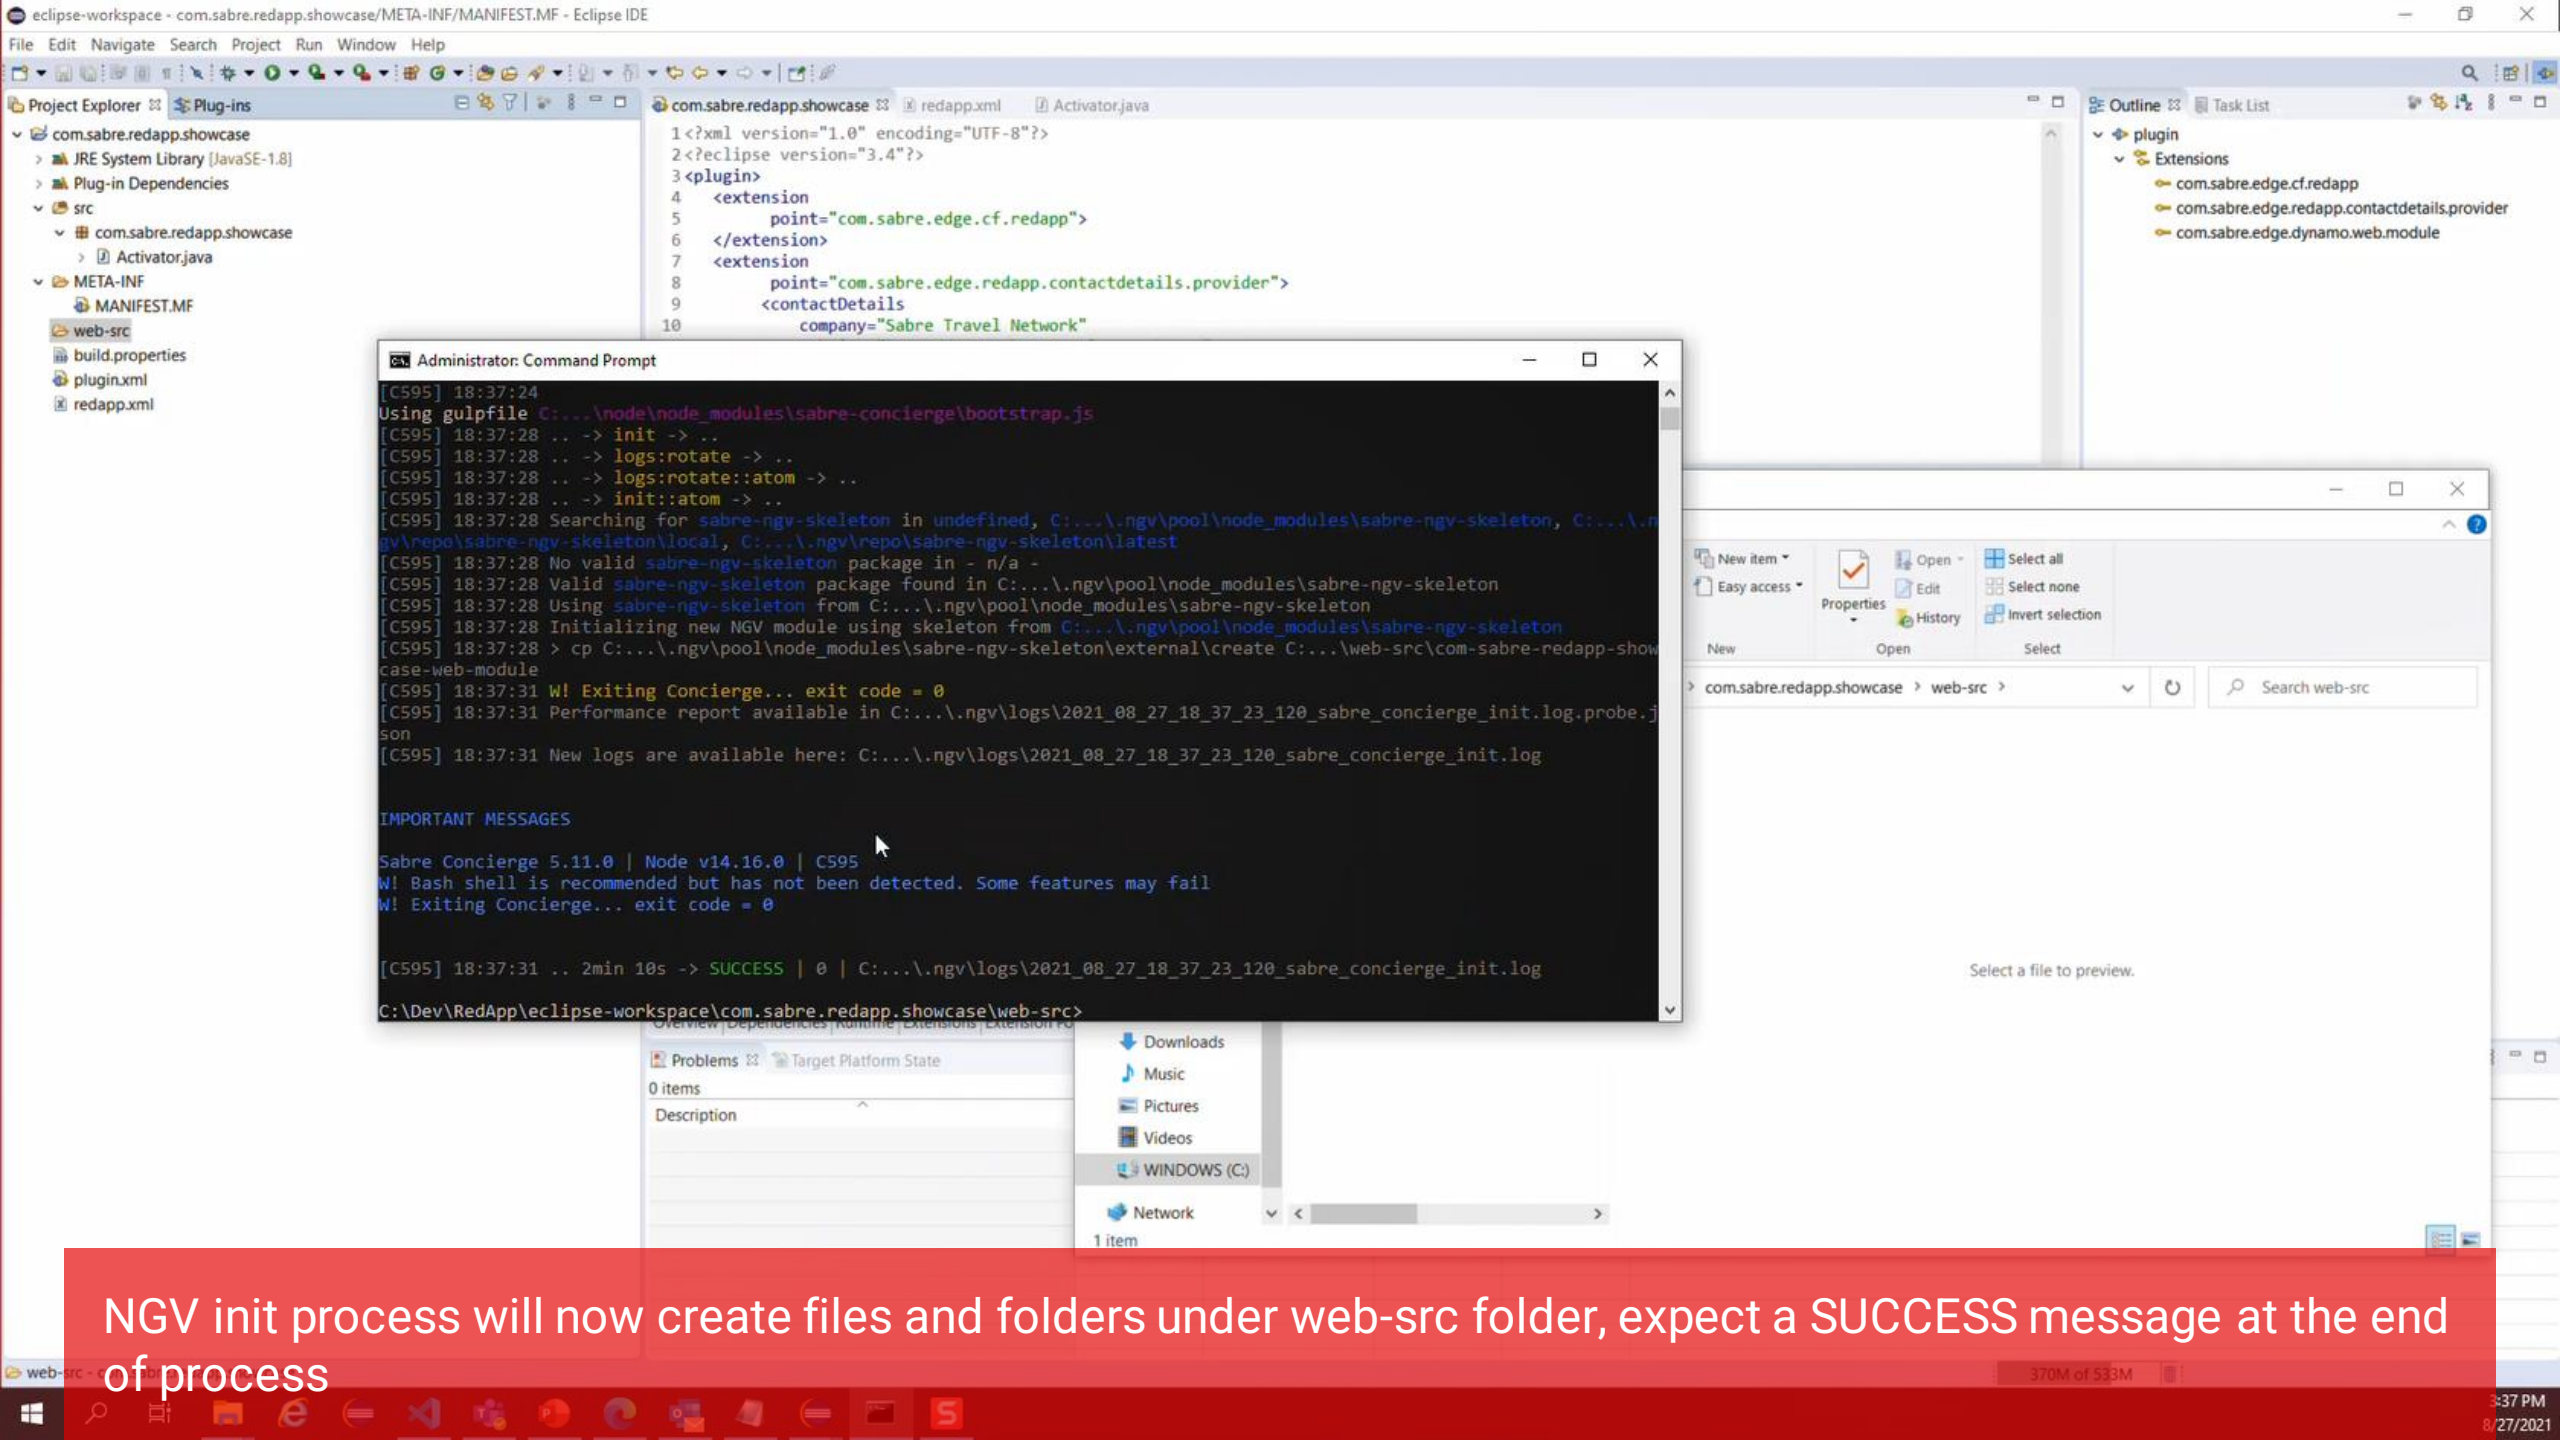 eclipse-workspace - com.sabre.redapp.showcase/META-INF/MANIFEST.MF - Eclipse IDE
File Edit Navigate Search Project Run Window Help
Project Explorer Plug-ins
com.sabre.redapp.showcase
JRE System Library [JavaSE-1.8]
Plug-in Dependencies
src
com.sabre.redapp.showcase
Activator.java
META-INF
MANIFEST.MF
web-src
build.properties
plugin.xml
redapp.xml
com.sabre.redapp.showcase redapp.xml Activator.java
1 <?xml version="1.0" encoding="UTF-8"?>
2 <?eclipse version="3.4"?>
3 <plugin>
4 <extension
5 point="com.sabre.edge.cf.redapp">
6 </extension>
7 <extension
8 point="com.sabre.edge.redapp.contactdetails.provider">
9 <contactDetails
10 company="Sabre Travel Network"
Outline Task List
plugin
Extensions
com.sabre.edge.cf.redapp
com.sabre.edge.redapp.contactdetails.provider
com.sabre.edge.dynamo.web.module
Administrator: Command Prompt
[C595] 18:37:24
Using gulpfile C:...\node\node_modules\sabre-concierge\bootstrap.js
[C595] 18:37:28 .. -> init -> ..
[C595] 18:37:28 .. -> logs:rotate -> ..
[C595] 18:37:28 .. -> logs:rotate::atom -> ..
[C595] 18:37:28 .. -> init::atom -> ..
[C595] 18:37:28 Searching for sabre-ngv-skeleton in undefined, C:...\.ngv\pool\node_modules\sabre-ngv-skeleton, C:...\.n
gv\repo\sabre-ngv-skeleton\local, C:...\.ngv\repo\sabre-ngv-skeleton\latest
[C595] 18:37:28 No valid sabre-ngv-skeleton package in - n/a -
[C595] 18:37:28 Valid sabre-ngv-skeleton package found in C:...\.ngv\pool\node_modules\sabre-ngv-skeleton
[C595] 18:37:28 Using sabre-ngv-skeleton from C:...\.ngv\pool\node_modules\sabre-ngv-skeleton
[C595] 18:37:28 Initializing new NGV module using skeleton from C:...\.ngv\pool\node_modules\sabre-ngv-skeleton
[C595] 18:37:28 > cp C:...\.ngv\pool\node_modules\sabre-ngv-skeleton\external\create C:...\web-src\com-sabre-redapp-show
case-web-module
[C595] 18:37:31 W! Exiting Concierge... exit code = 0
[C595] 18:37:31 Performance report available in C:...\.ngv\logs\2021_08_27_18_37_23_120_sabre_concierge_init.log.probe.j
son
[C595] 18:37:31 New logs are available here: C:...\.ngv\logs\2021_08_27_18_37_23_120_sabre_concierge_init.log
IMPORTANT MESSAGES
Sabre Concierge 5.11.0 | Node v14.16.0 | C595
W! Bash shell is recommended but has not been detected. Some features may fail
W! Exiting Concierge... exit code = 0
[C595] 18:37:31 .. 2min 10s -> SUCCESS | 0 | C:...\.ngv\logs\2021_08_27_18_37_23_120_sabre_concierge_init.log
C:\Dev\RedApp\eclipse-workspace\com.sabre.redapp.showcase\web-src>
New item Open Select all
Easy access Edit Select none
Properties History Invert selection
New Open Select
com.sabre.redapp.showcase > web-src > Search web-src
Select a file to preview.
Overview Dependencies Runtime Extensions Extension Po
Problems Target Platform State
0 items
Description
Downloads
Music
Pictures
Videos
WINDOWS (C:)
Network
1 item
NGV init process will now create files and folders under web-src folder, expect a SUCCESS message at the end
of process
370M of 533M
3:37 PM
8/27/2021